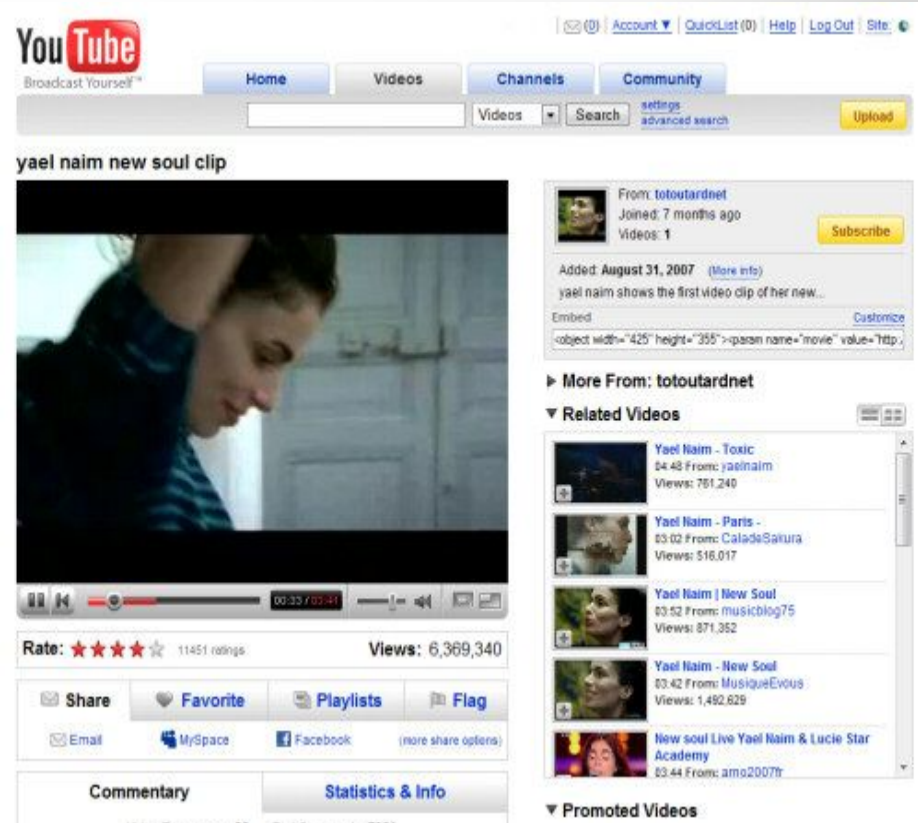 You Tube
Broadcast Yourself™
(0) | Account ▼ | QuickList (0) | Help | Log Out | Site:
Home Videos Channels Community
Videos Search settings
advanced search
Upload
yael naim new soul clip
From: totoutardnet
Joined: 7 months ago
Videos: 1
Subscribe
Added: August 31, 2007 (More info)
yael naim shows the first video clip of her new...
Embed Customize
<object width="425" height="355"><param name="movie" value="http:/
More From: totoutardnet
Related Videos
Yael Naim - Toxic
04:48 From: yaelnaim
Views: 761,240
Yael Naim - Paris -
03:02 From: CaladeSakura
Views: 516,017
Yael Naim | New Soul
03:52 From: musicblog75
Views: 871,352
Yael Naim - New Soul
03:42 From: MusiqueEvous
Views: 1,492,629
New soul Live Yael Naim & Lucie Star
Academy
03:44 From: amo2007fr
Promoted Videos
00:33 / 03:41
Rate: 11451 ratings Views: 6,369,340
Share Favorite Playlists Flag
Email MySpace Facebook (more share options)
Commentary Statistics & Info